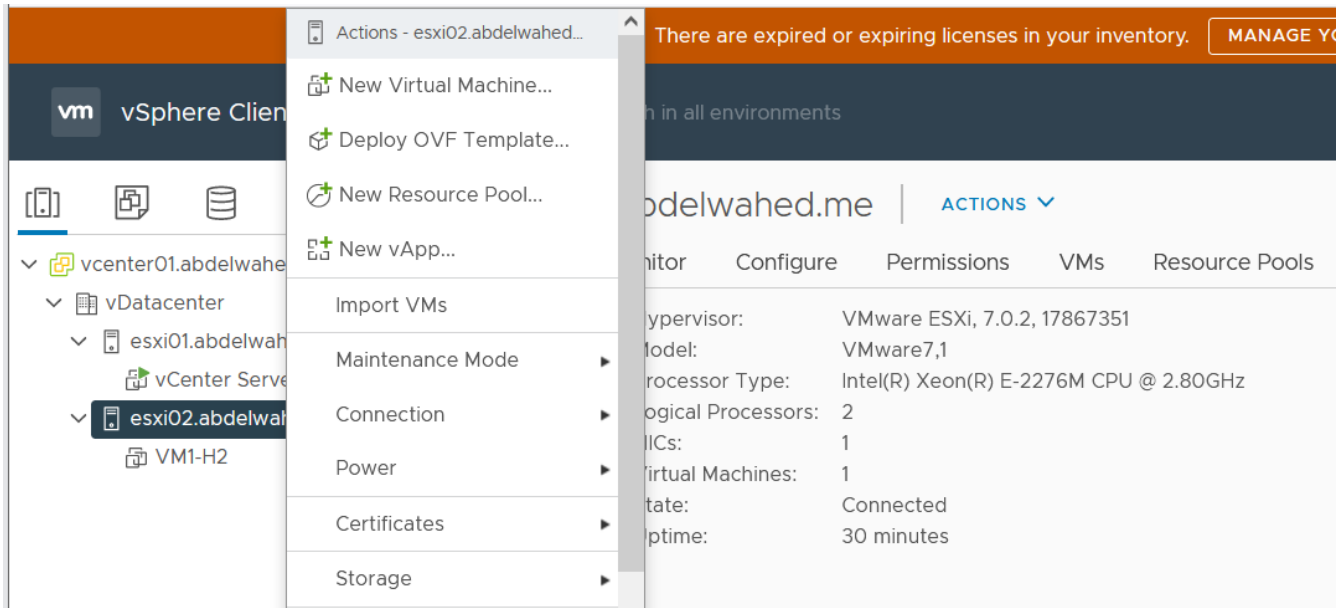 Actions - esxi02.abdelwahed...
There are expired or expiring licenses in your inventory.
MANAGE YO
New Virtual Machine...
vm vSphere Clien
h in all environments
Deploy OVF Template...
New Resource Pool...
odelwahed.me
ACTIONS
New vApp...
nitor Configure Permissions VMs Resource Pools
vcenter01.abdelwahe
vDatacenter
Import VMs
esxi01.abdelwah
vCenter Serve
esxi02.abdelwah
VM1-H2
Maintenance Mode
Connection
Power
Certificates
Storage
ypervisor: VMware ESXi, 7.0.2, 17867351
Model: VMware7,1
rocessor Type: Intel(R) Xeon(R) E-2276M CPU @ 2.80GHz
ogical Processors: 2
NICs: 1
irtual Machines: 1
tate: Connected
ptime: 30 minutes